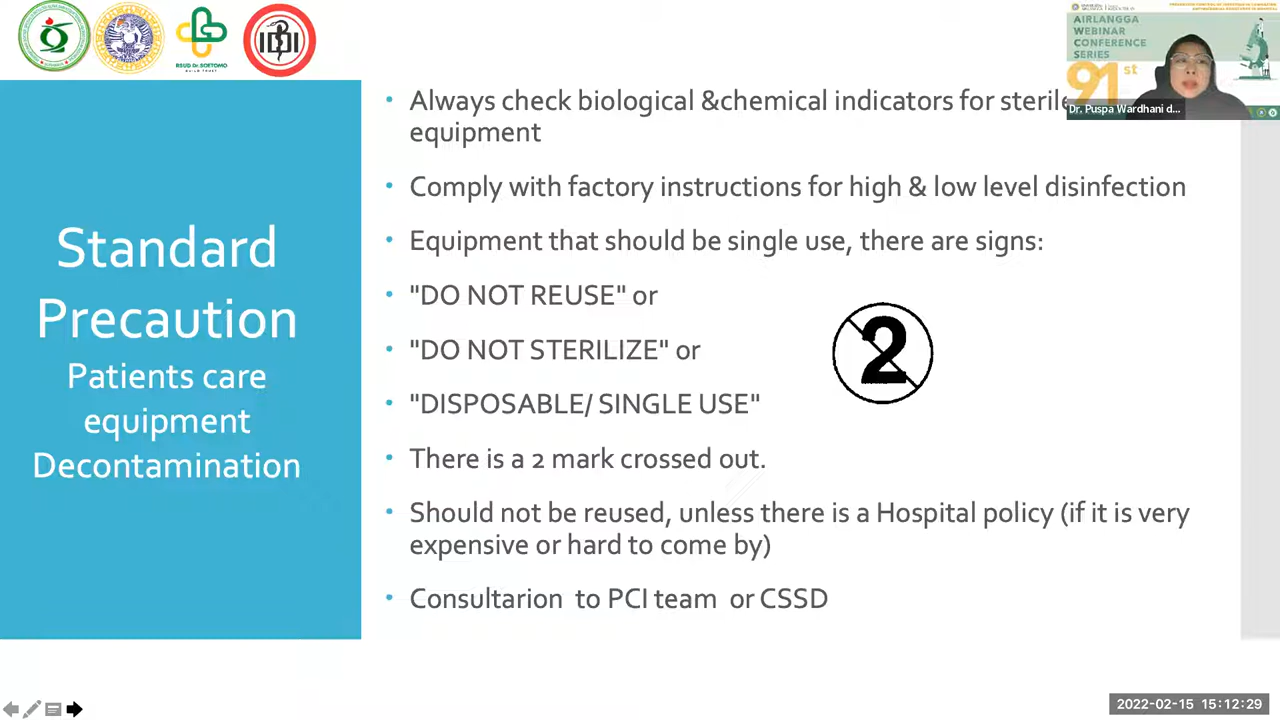 RSUD Dr. SOETOMO
BUILD TRUST
IDI
AIRLANGGA
WEBINAR
CONFERENCE
SERIES
91st
Dr. Puspa Wardhani d...
Standard
Precaution
Patients care
equipment
Decontamination
• Always check biological &chemical indicators for sterile
equipment
• Comply with factory instructions for high & low level disinfection
• Equipment that should be single use, there are signs:
• "DO NOT REUSE" or
• "DO NOT STERILIZE" or
• "DISPOSABLE/ SINGLE USE"
2
• There is a 2 mark crossed out.
• Should not be reused, unless there is a Hospital policy (if it is very
expensive or hard to come by)
• Consultarion to PCI team or CSSD
2022-02-15 15:12:29